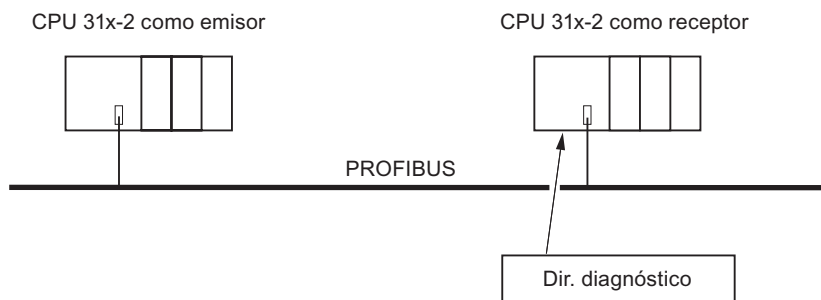 CPU 31x-2 como emisor
CPU 31x-2 como receptor
PROFIBUS
Dir. diagnóstico